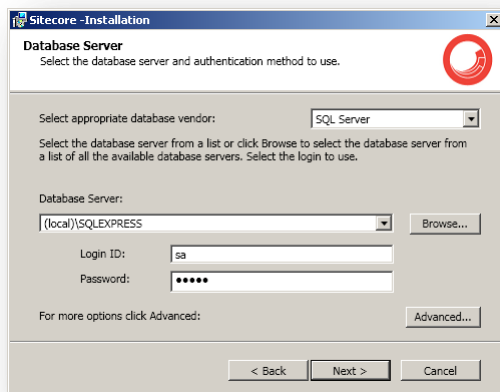 Sitecore -Installation
Database Server
Select the database server and authentication method to use.
Select appropriate database vendor: SQL Server
Select the database server from a list or click Browse to select the database server from
a list of all the available database servers. Select the login to use.
Database Server:
(local)\SQLEXPRESS Browse...
Login ID: sa
Password: •••••
For more options click Advanced: Advanced...
< Back Next > Cancel